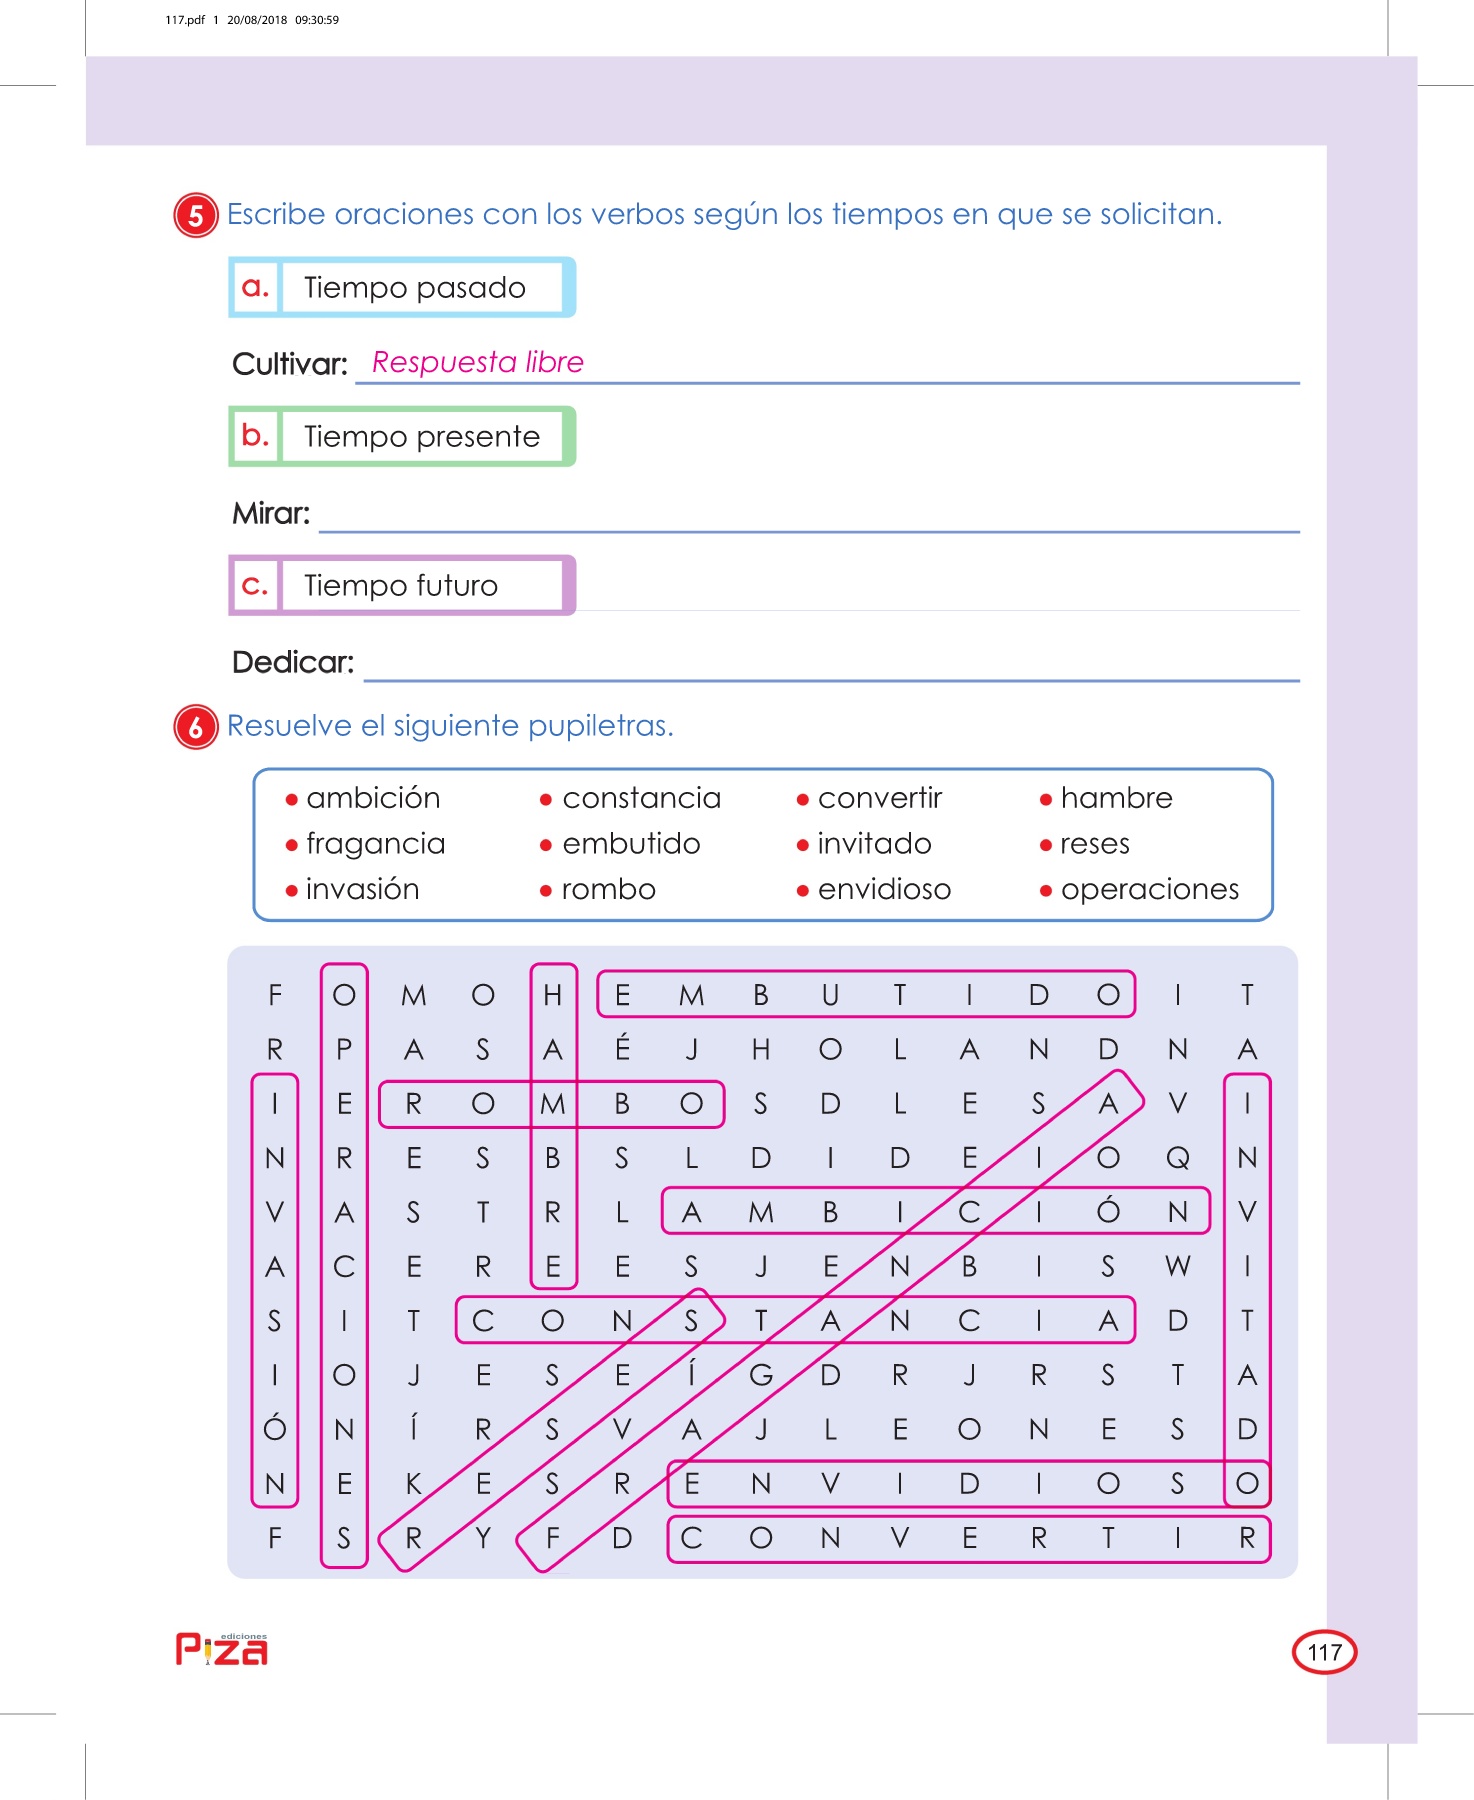 117.pdf 1 20/08/2018 09:30:59
5 Escribe oraciones con los verbos según los tiempos en que se solicitan.
a. Tiempo pasado
Cultivar: Respuesta libre
b. Tiempo presente
Mirar:
c. Tiempo futuro
Dedicar:
6 Resuelve el siguiente pupiletras.
• ambición • constancia • convertir • hambre
• fragancia • embutido • invitado • reses
• invasión • rombo • envidioso • operaciones
F O M O H E M B U T I D O I T
R P A S A É J H O L A N D N A
I E R O M B O S D L E S A V I
N R E S B S L D I D E I O Q N
V A S T R L A M B I C I Ó N V
A C E R E E S J E N B I S W I
S I T C O N S T A N C I A D T
I O J E S E Í G D R J R S T A
Ó N Í R S V A J L E O N E S D
N E K E S R E N V I D I O S O
F S R Y F D C O N V E R T I R
ediciones
Piza
117